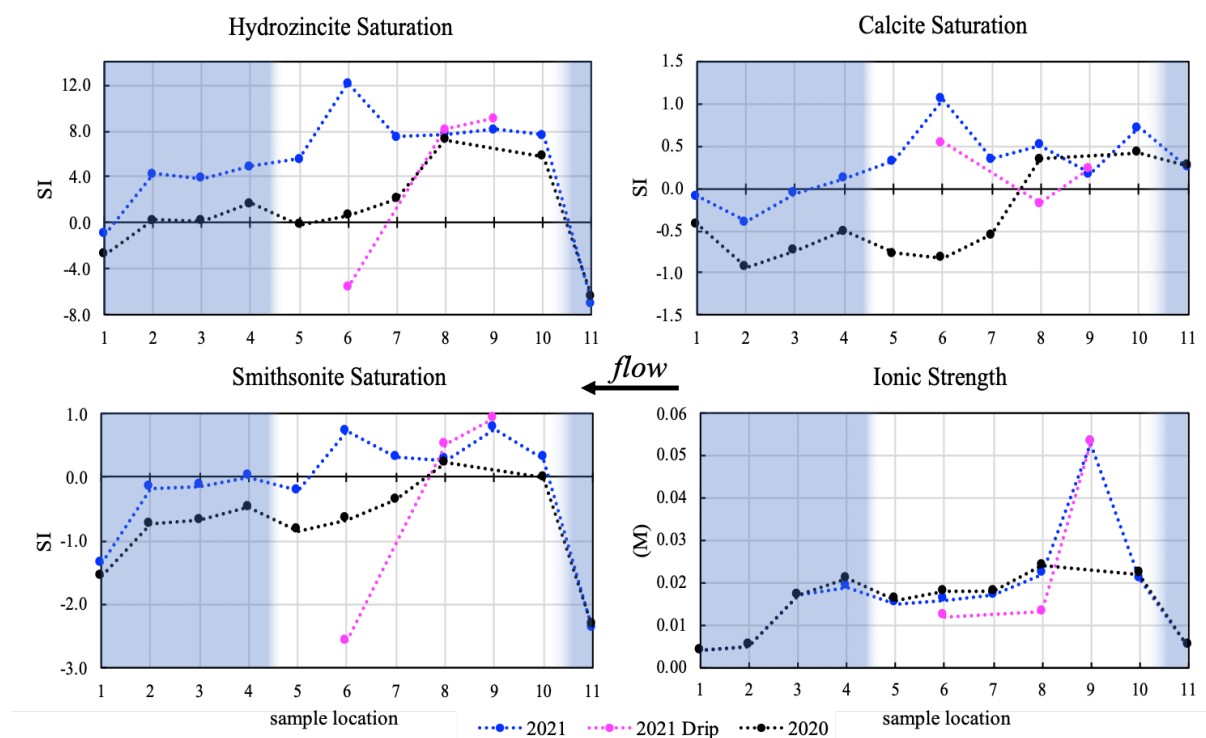 Hydrozincite Saturation
SI
12.0
8.0
4.0
0.0
-4.0
-8.0
1 2 3 4 5 6 7 8 9 10 11
Calcite Saturation
SI
1.5
1.0
0.5
0.0
-0.5
-1.0
-1.5
1 2 3 4 5 6 7 8 9 10 11
flow
Smithsonite Saturation
SI
1.0
0.0
-1.0
-2.0
-3.0
1 2 3 4 5 6 7 8 9 10 11
sample location
Ionic Strength
(M)
0.06
0.05
0.04
0.03
0.02
0.01
0.00
1 2 3 4 5 6 7 8 9 10 11
sample location
2021 2021 Drip 2020